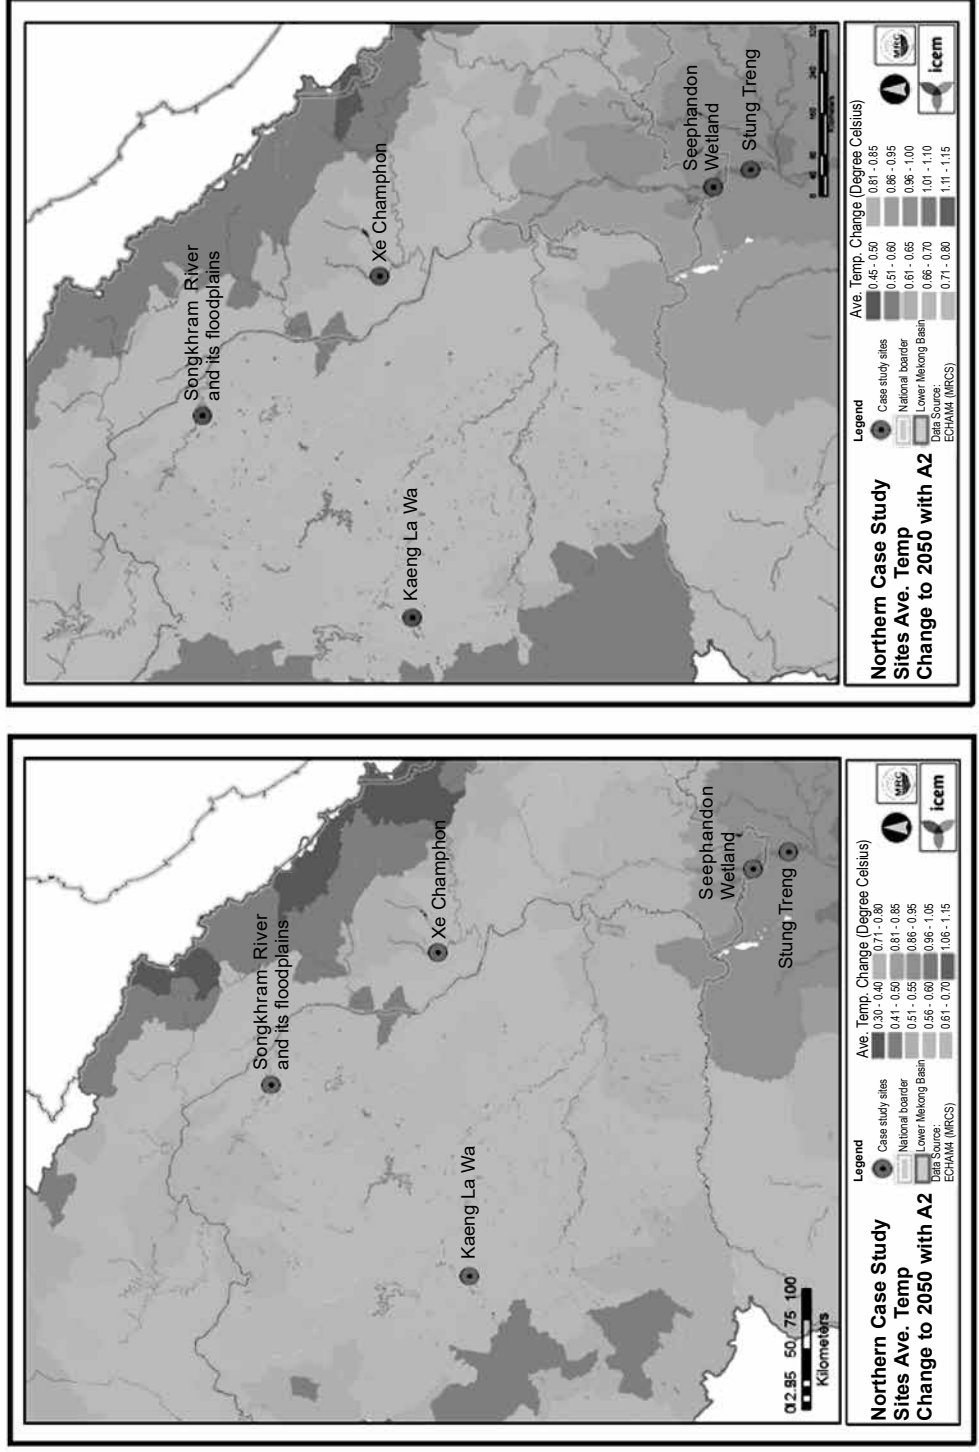 Songkhram River
and its floodplains
Xe Champhon
Kaeng La Wa
Seephandon
Wetland
Stung Treng
Northern Case Study
Sites Ave. Temp
Change to 2050 with A2
Legend
Case study sites
National boarder
Lower Mekong Basin
Data Source:
ECHAM4 (MRCS)
Ave. Temp. Change (Degree Celsius)
0.45 - 0.50
0.51 - 0.60
0.61 - 0.65
0.66 - 0.70
0.71 - 0.80
0.81 - 0.85
0.86 - 0.95
0.98 - 1.00
1.01 - 1.10
1.11 - 1.15
MRC
icem
Songkhram River
and its floodplains
Xe Champhon
Kaeng La Wa
Seephandon
Wetland
Stung Treng
50 75 100
Kilometers
Northern Case Study
Sites Ave. Temp
Change to 2050 with A2
Legend
Case study sites
National boarder
Lower Mekong Basin
Data Source:
ECHAM4 (MRCS)
Ave. Temp. Change (Degree Celsius)
0.30 - 0.40
0.41 - 0.50
0.51 - 0.55
0.56 - 0.60
0.61 - 0.70
0.71 - 0.80
0.81 - 0.85
0.86 - 0.95
0.96 - 1.05
1.06 - 1.15
MRC
icem